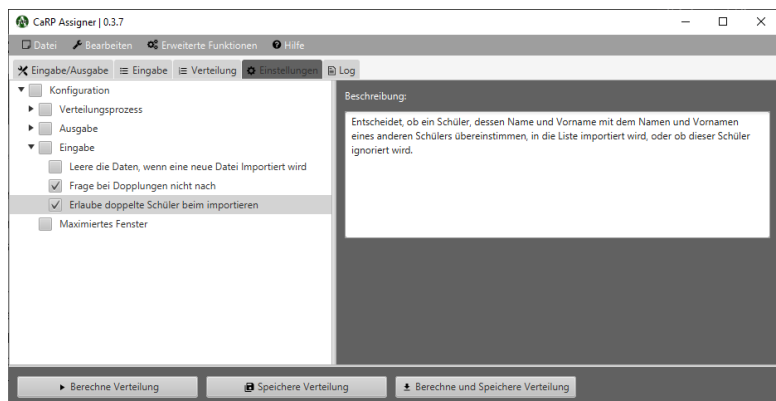 CaRP Assigner | 0.3.7
Datei Bearbeiten Erweiterte Funktionen Hilfe
Eingabe/Ausgabe Eingabe Verteilung Einstellungen Log
Konfiguration
Verteilungsprozess
Ausgabe
Eingabe
Leere die Daten, wenn eine neue Datei Importiert wird
Frage bei Dopplungen nicht nach
Erlaube doppelte Schüler beim importieren
Maximiertes Fenster
Beschreibung:
Entscheidet, ob ein Schüler, dessen Name und Vorname mit dem Namen und Vornamen
eines anderen Schülers übereinstimmen, in die Liste importiert wird, oder ob dieser Schüler
ignoriert wird.
Berechne Verteilung Speichere Verteilung Berechne und Speichere Verteilung